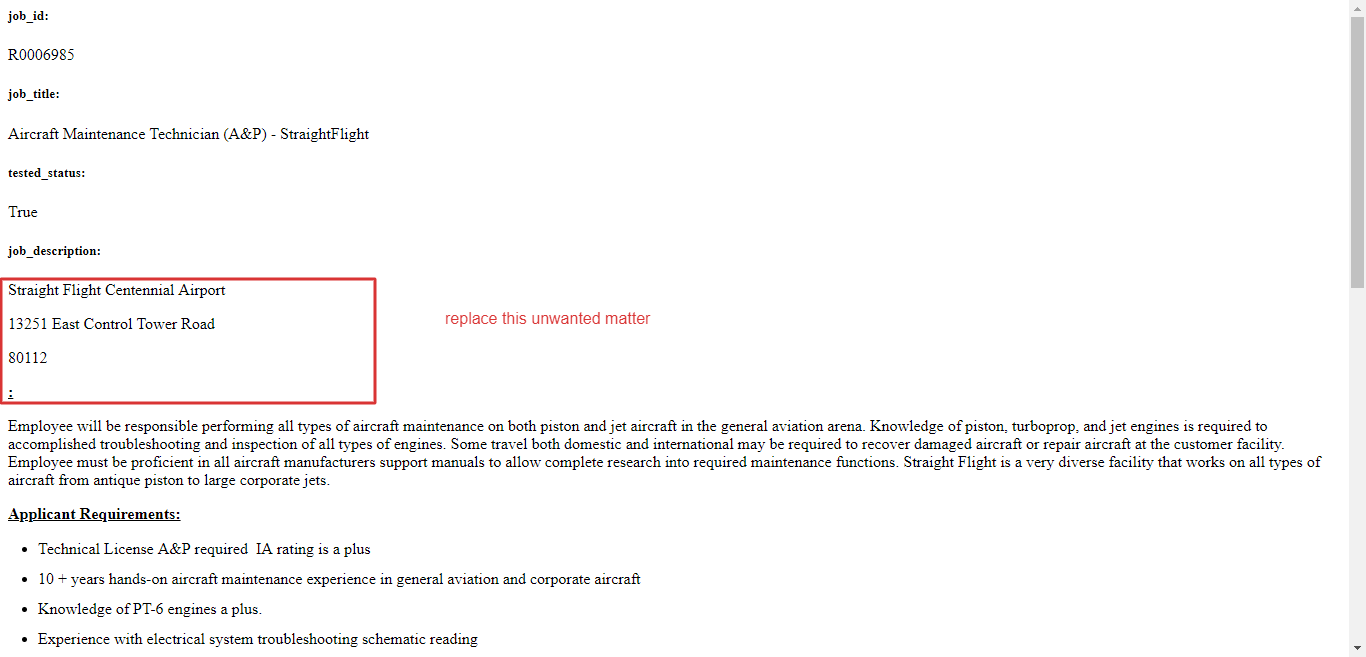 job_id:
R0006985
job_title:
Aircraft Maintenance Technician (A&P) - StraightFlight
tested_status:
True
job_description:
Straight Flight Centennial Airport
13251 East Control Tower Road
replace this unwanted matter
80112
:
Employee will be responsible performing all types of aircraft maintenance on both piston and jet aircraft in the general aviation arena. Knowledge of piston, turboprop, and jet engines is required to
accomplished troubleshooting and inspection of all types of engines. Some travel both domestic and international may be required to recover damaged aircraft or repair aircraft at the customer facility.
Employee must be proficient in all aircraft manufacturers support manuals to allow complete research into required maintenance functions. Straight Flight is a very diverse facility that works on all types of
aircraft from antique piston to large corporate jets.
Applicant Requirements:
• Technical License A&P required  IA rating is a plus
• 10 + years hands-on aircraft maintenance experience in general aviation and corporate aircraft
• Knowledge of PT-6 engines a plus.
• Experience with electrical system troubleshooting schematic reading